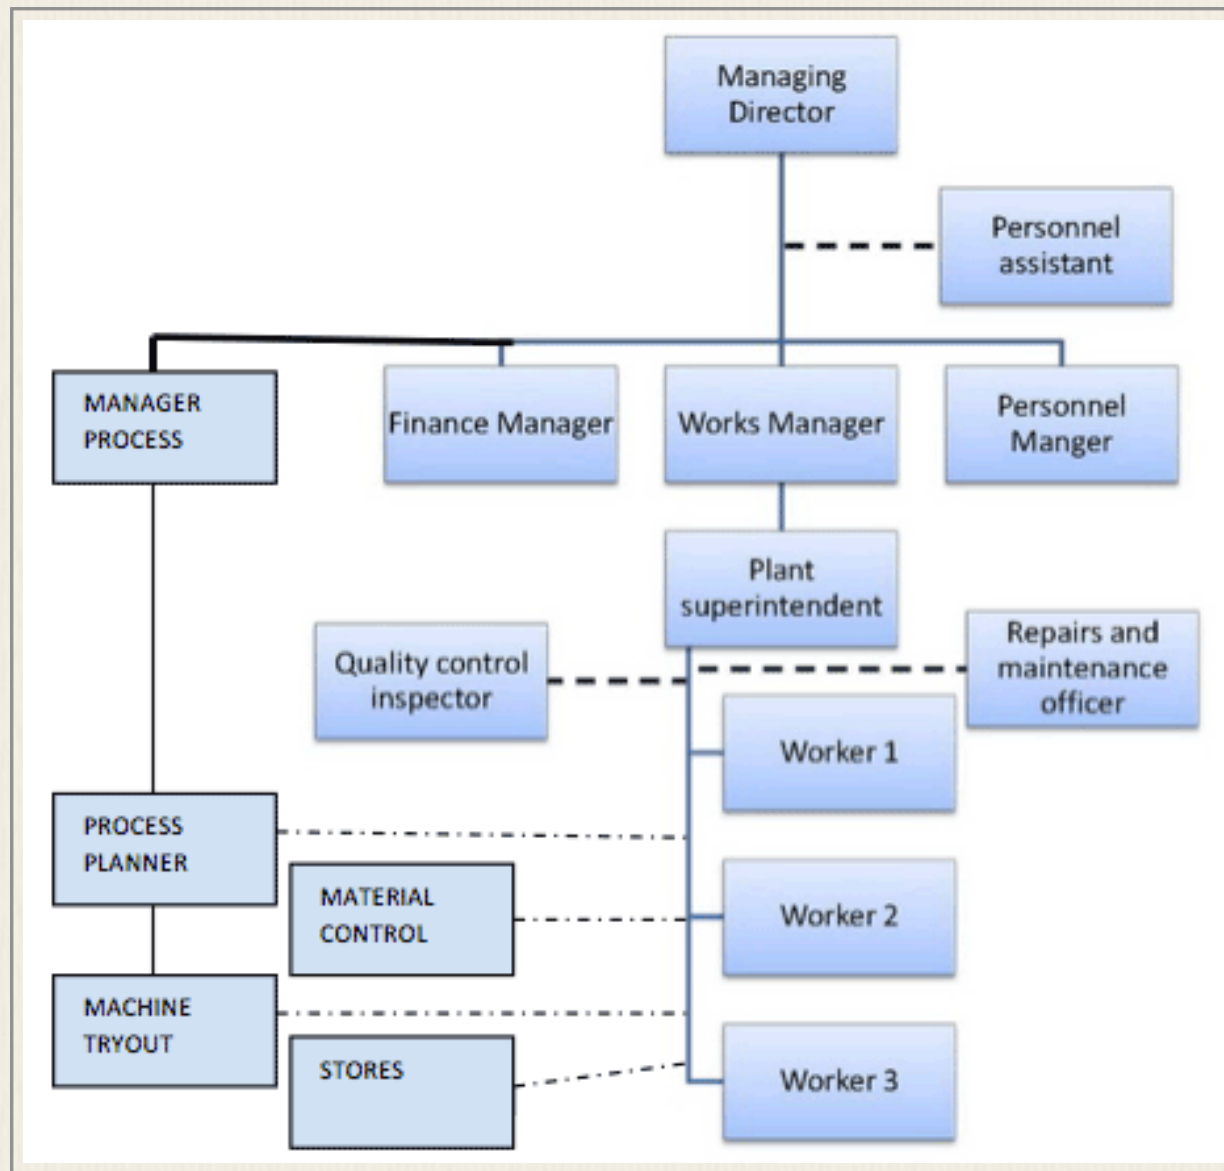 Managing
Director
Personnel
assistant
MANAGER
PROCESS
Finance Manager
Works Manager
Personnel
Manger
Plant
superintendent
Quality control
inspector
Repairs and
maintenance
officer
Worker 1
PROCESS
PLANNER
MATERIAL
CONTROL
Worker 2
MACHINE
TRYOUT
STORES
Worker 3